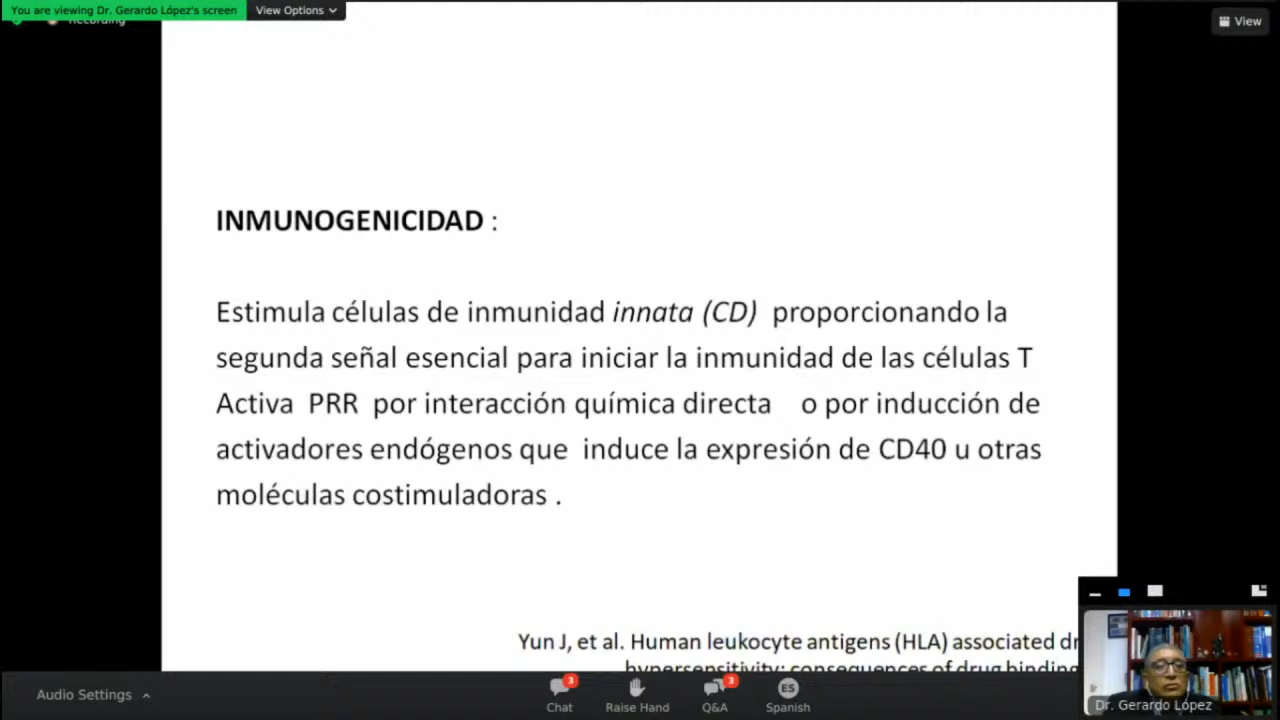 You are viewing Dr. Gerardo López's screen
View Options
Recording
View
INMUNOGENICIDAD :
Estimula células de inmunidad innata (CD) proporcionando la
segunda señal esencial para iniciar la inmunidad de las células T
Activa PRR por interacción química directa o por inducción de
activadores endógenos que induce la expresión de CD40 u otras
moléculas costimuladoras .
Yun J, et al. Human leukocyte antigens (HLA) associated
hypersensitivity: consequences of drug binding
Dr. Gerardo López
Audio Settings
3
Chat
Raise Hand
3
Q&A
ES
Spanish